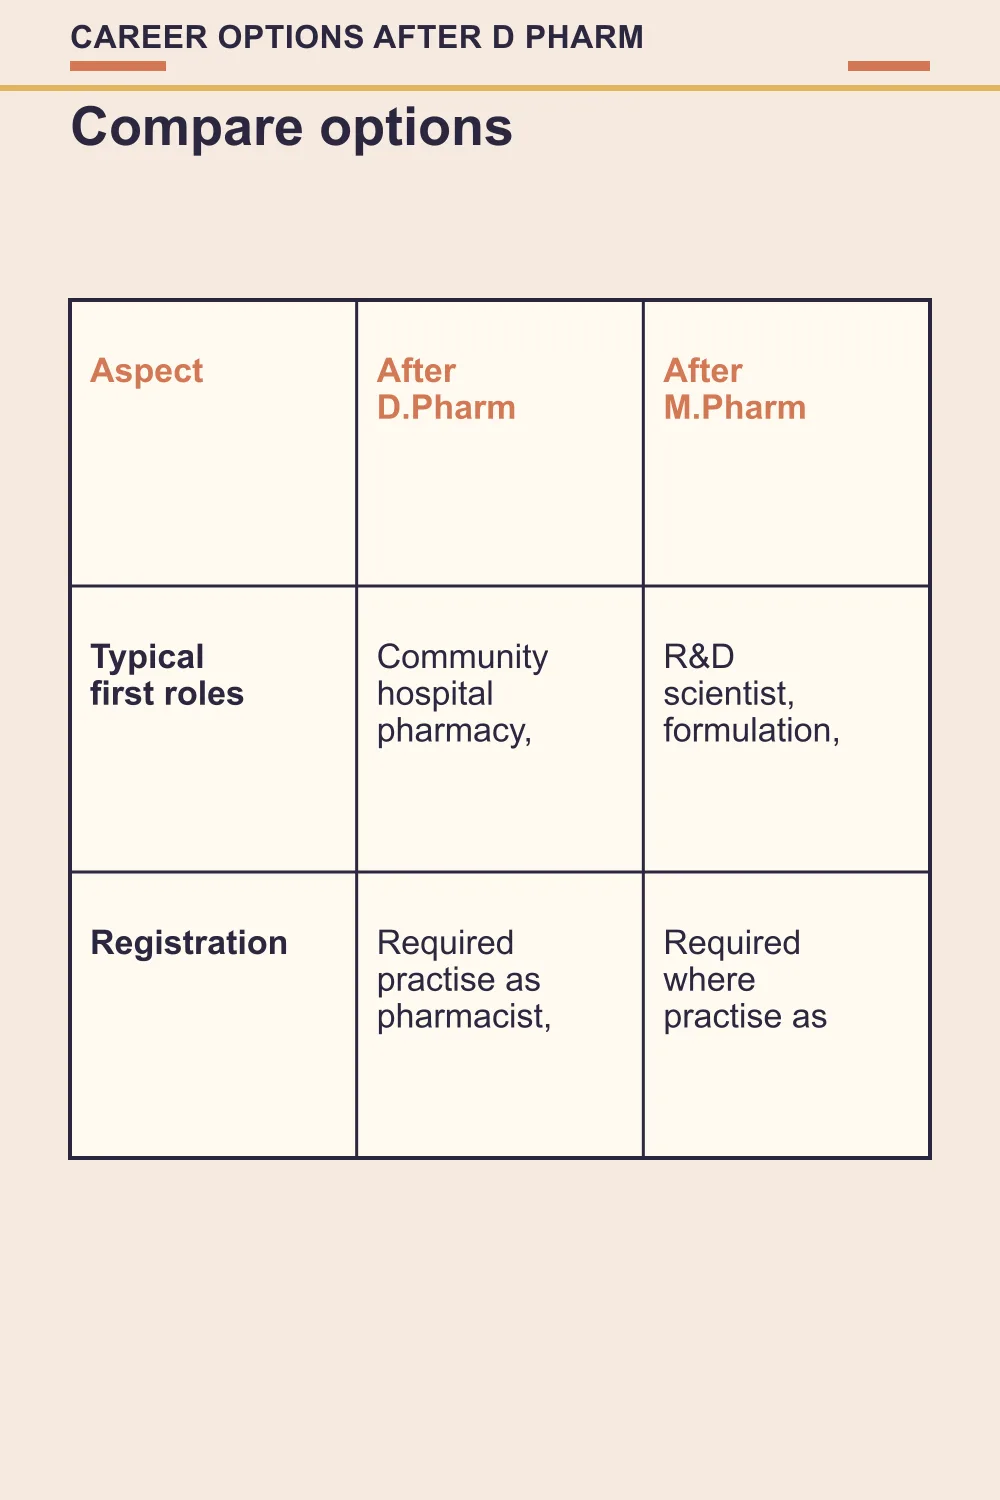 CAREER OPTIONS AFTER D PHARM
Compare options
Aspect
After
D.Pharm
After
M.Pharm
Typical
first roles
Community
hospital
pharmacy,
R&D
scientist,
formulation,
Registration
Required
practise as
pharmacist,
Required
where
practise as